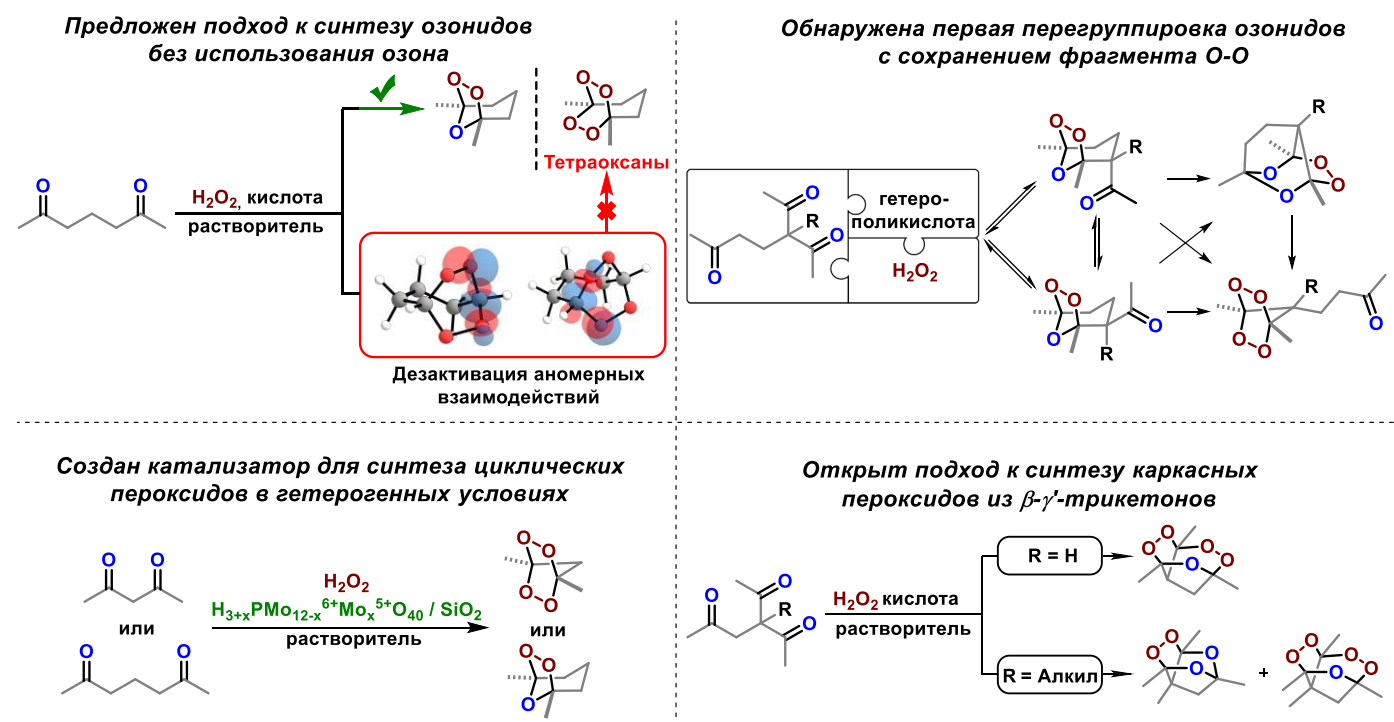 Предложен подход к синтезу озонидов
без использования озона
O
O
H2O2, кислота
растворитель
O
O
O
O
O
O
O
Тетраоксаны
Дезактивация аномерных
взаимодействий
Обнаружена первая перегруппировка озонидов
с сохранением фрагмента О-О
O
R
O
O
гетеро-
поликислота
H2O2
O
O
R
O
O
R
O
O
O
O
O
O
O
O
R
R
O
O
O
O
O
Создан катализатор для синтеза циклических
пероксидов в гетерогенных условиях
O
O
или
O
O
H2O2
H3+xPMo12-x6+Mox5+O40 / SiO2
растворитель
O
O
O
O
или
O
O
O
Открыт подход к синтезу каркасных
пероксидов из β-γ'-трикетонов
O
O
R
O
H2O2 кислота
растворитель
R = H
O
O
O
O
O
R = Алкил
O
O
O
O
+
O
O
O
O
O